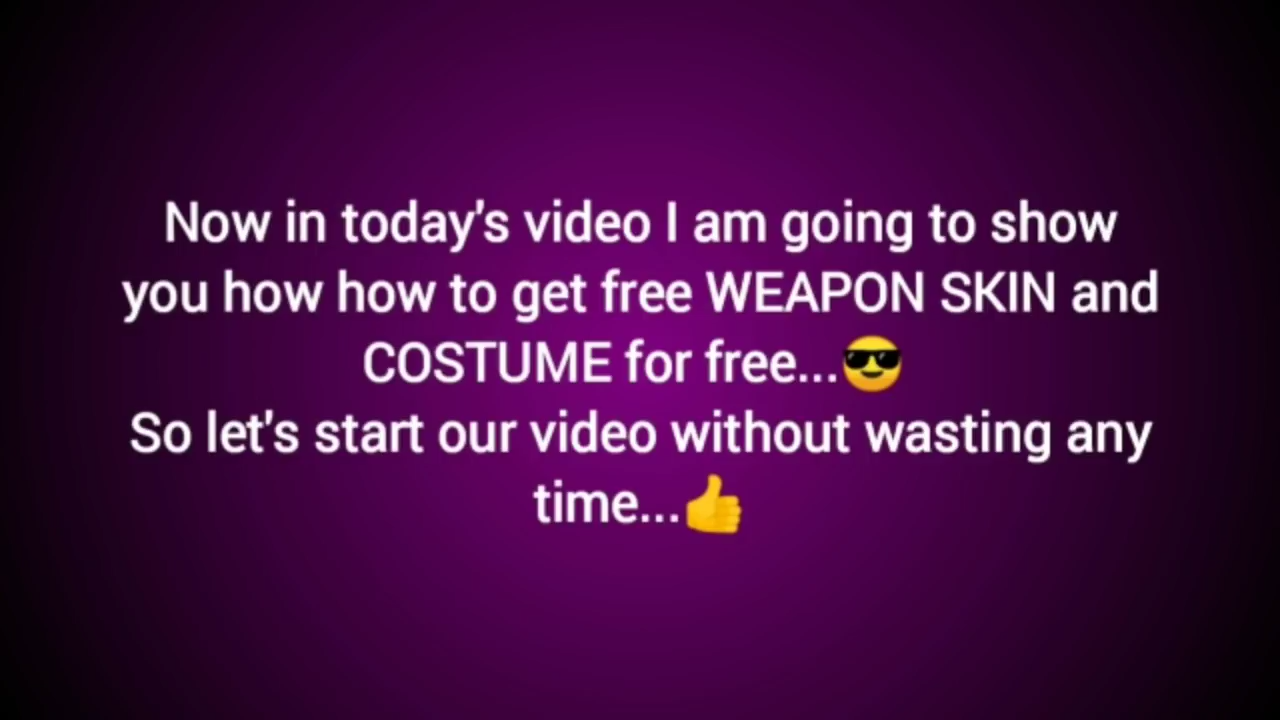 Now in today's video I am going to show
you how how to get free WEAPON SKIN and
COSTUME for free...😎
So let's start our video without wasting any
time...👍